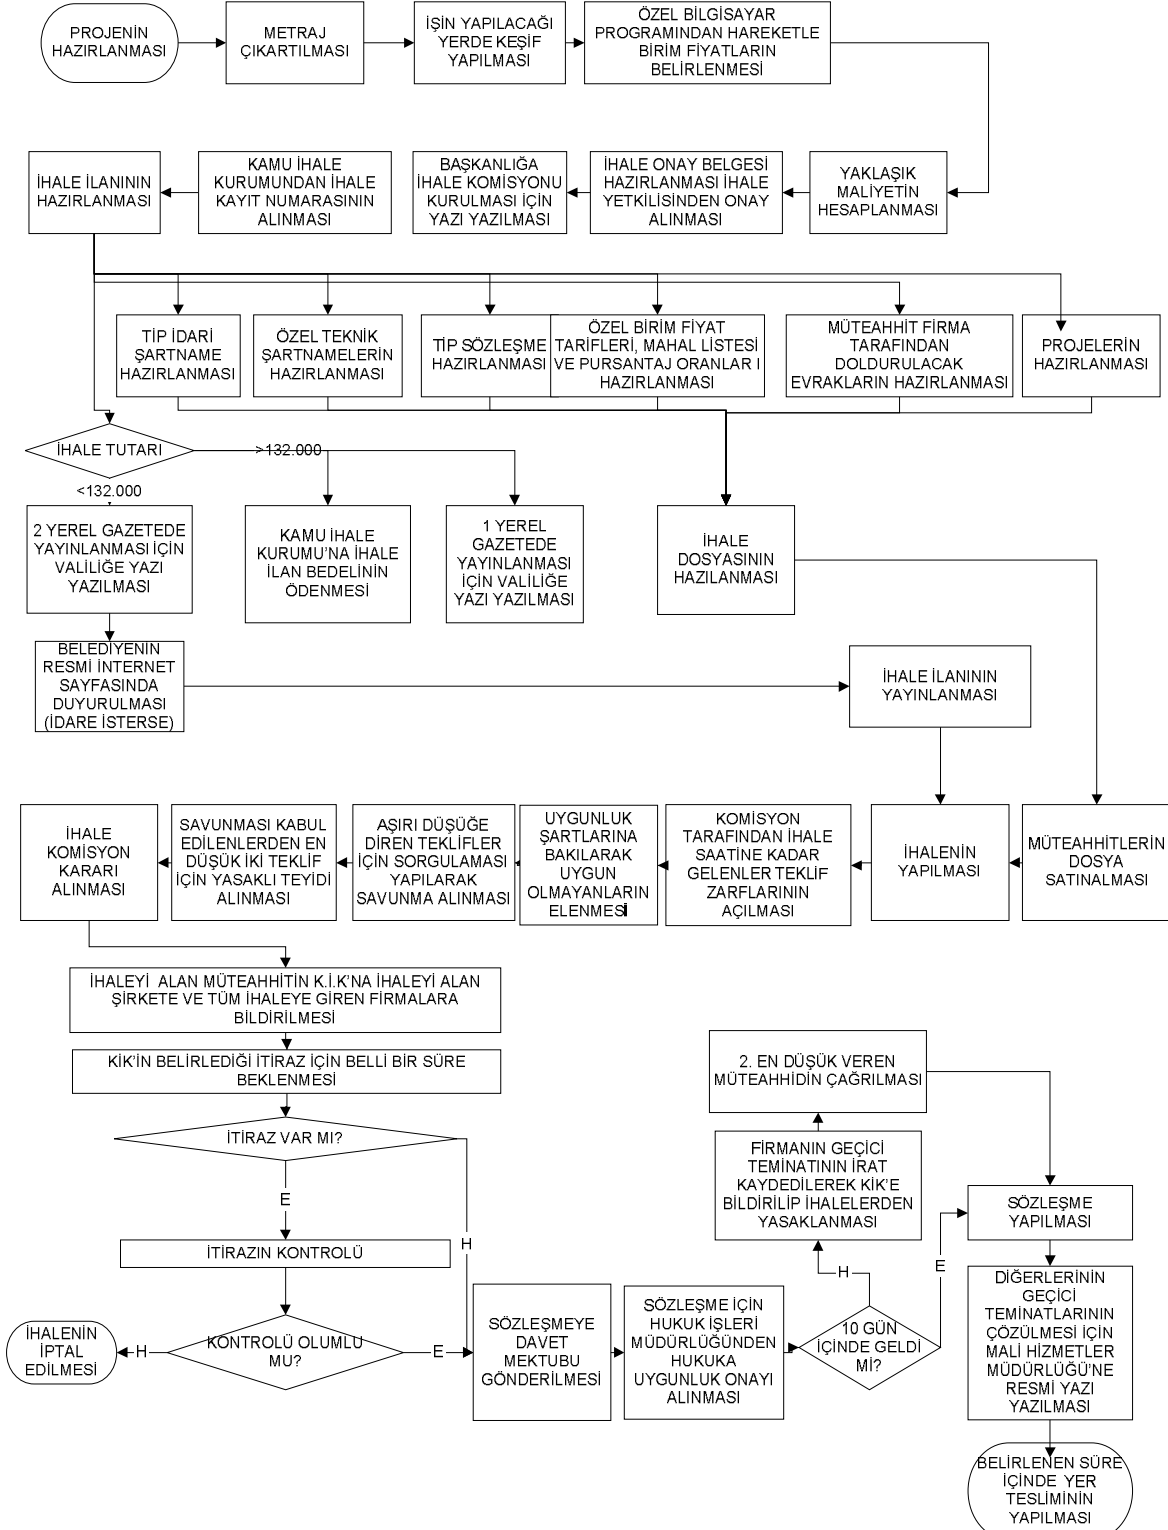 PROJENİN
HAZIRLANMASI
METRAJ
ÇIKARTILMASI
İŞİN YAPILACAĞI
YERDE KEŞİF
YAPILMASI
ÖZEL BİLGİSAYAR
PROGRAMINDAN HAREKETLE
BİRİM FİYATLARIN
BELİRLENMESİ
İHALE İLANININ
HAZIRLANMASI
KAMU İHALE
KURUMUNDAN İHALE
KAYIT NUMARASININ
ALINMASI
BAŞKANLIĞA
İHALE KOMİSYONU
KURULMASI İÇİN
YAZI YAZILMASI
İHALE ONAY BELGESİ
HAZIRLANMASI İHALE
YETKİLİSİNDEN ONAY
ALINMASI
YAKLAŞIK
MALİYETİN
HESAPLANMASI
TİP İDARİ
ŞARTNAME
HAZIRLANMASI
ÖZEL TEKNİK
ŞARTNAMELERİN
HAZIRLANMASI
TİP SÖZLEŞME
HAZIRLANMASI
ÖZEL BİRİM FİYAT
TARİFLERİ, MAHAL LİSTESİ
VE PURSANTAJ ORANLAR I
HAZIRLANMASI
MÜTEAHHİT FİRMA
TARAFINDAN
DOLDURULACAK
EVRAKLARIN HAZIRLANMASI
PROJELERİN
HAZIRLANMASI
İHALE TUTARI
>132.000
<132.000
2 YEREL GAZETEDE
YAYINLANMASI İÇİN
VALİLİĞE YAZI
YAZILMASI
KAMU İHALE
KURUMU’NA İHALE
İLAN BEDELİNİN
ÖDENMESİ
1 YEREL
GAZETEDE
YAYINLANMASI
İÇİN VALİLİĞE
YAZI YAZILMASI
İHALE
DOSYASININ
HAZILANMASI
BELEDİYENİN
RESMİ İNTERNET
SAYFASINDA
DUYURULMASI
(İDARE İSTERSE)
İHALE İLANININ
YAYINLANMASI
İHALE
KOMİSYON
KARARI ALINMASI
SAVUNMASI KABUL
EDİLENLERDEN EN
DÜŞÜK İKİ TEKLİF
İÇİN YASAKLI TEYİDİ
ALINMASI
AŞIRI DÜŞÜĞE
DİREN TEKLİFLER
İÇİN SORGULAMASI
YAPILARAK
SAVUNMA ALINMASI
UYGUNLUK
ŞARTLARINA
BAKILARAK
UYGUN
OLMAYANLARIN
ELENMESİ
KOMİSYON
TARAFINDAN İHALE
SAATİNE KADAR
GELENLER TEKLİF
ZARFLARININ
AÇILMASI
İHALENİN
YAPILMASI
MÜTEAHHİTLERİN
DOSYA
SATINALMASI
İHALEYİ  ALAN MÜTEAHHİTİN K.İ.K’NA İHALEYİ ALAN
ŞİRKETE VE TÜM İHALEYE GİREN FİRMALARA
BİLDİRİLMESİ
KİK’İN BELİRLEDİĞİ İTİRAZ İÇİN BELLİ BİR SÜRE
BEKLENMESİ
İTİRAZ VAR MI?
E
H
İTİRAZIN KONTROLÜ
KONTROLÜ OLUMLU
MU?
H
E
İHALENİN
İPTAL
EDİLMESİ
SÖZLEŞMEYE
DAVET
MEKTUBU
GÖNDERİLMESİ
SÖZLEŞME İÇİN
HUKUK İŞLERİ
MÜDÜRLÜĞÜNDEN
HUKUKA
UYGUNLUK ONAYI
ALINMASI
10 GÜN
İÇİNDE GELDİ
Mİ?
H
E
FİRMANIN GEÇİCİ
TEMİNATININ İRAT
KAYDEDİLEREK KİK’E
BİLDİRİLİP İHALELERDEN
YASAKLANMASI
2. EN DÜŞÜK VEREN
MÜTEAHHİDİN ÇAĞRILMASI
SÖZLEŞME
YAPILMASI
DİĞERLERİNİN
GEÇİCİ
TEMİNATLARININ
ÇÖZÜLMESİ İÇİN
MALİ HİZMETLER
MÜDÜRLÜĞÜ’NE
RESMİ YAZI
YAZILMASI
BELİRLENEN SÜRE
İÇİNDE YER
TESLİMİNİN
YAPILMASI